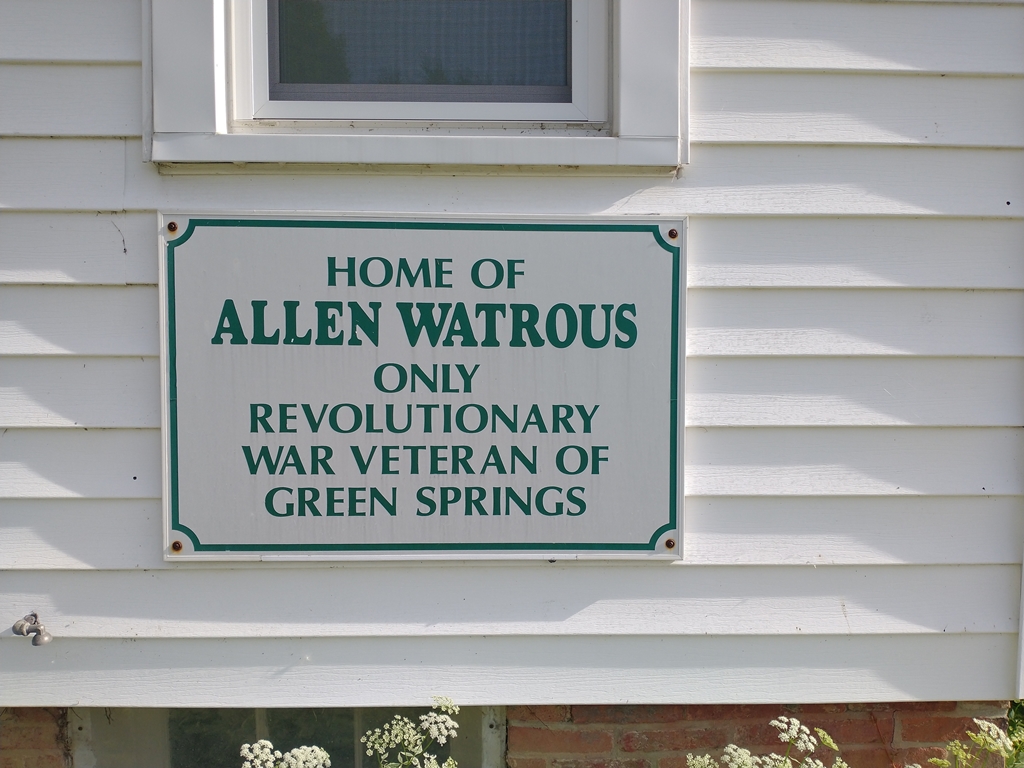 HOME OF
ALLEN WATROUS
ONLY
REVOLUTIONARY
WAR VETERAN OF
GREEN SPRINGS